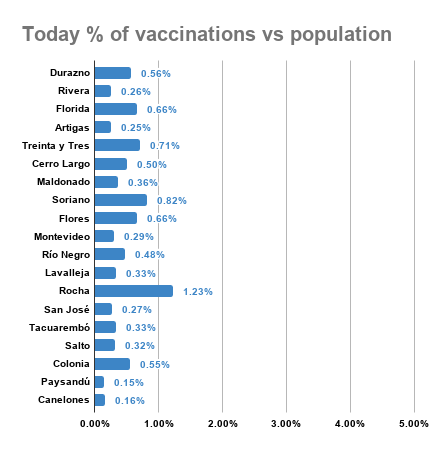 Today % of vaccinations vs population
Durazno 0.56%
Rivera 0.26%
Florida 0.66%
Artigas 0.25%
Treinta y Tres 0.71%
Cerro Largo 0.50%
Maldonado 0.36%
Soriano 0.82%
Flores 0.66%
Montevideo 0.29%
Río Negro 0.48%
Lavalleja 0.33%
Rocha 1.23%
San José 0.27%
Tacuarembó 0.33%
Salto 0.32%
Colonia 0.55%
Paysandú 0.15%
Canelones 0.16%
0.00% 1.00% 2.00% 3.00% 4.00% 5.00%